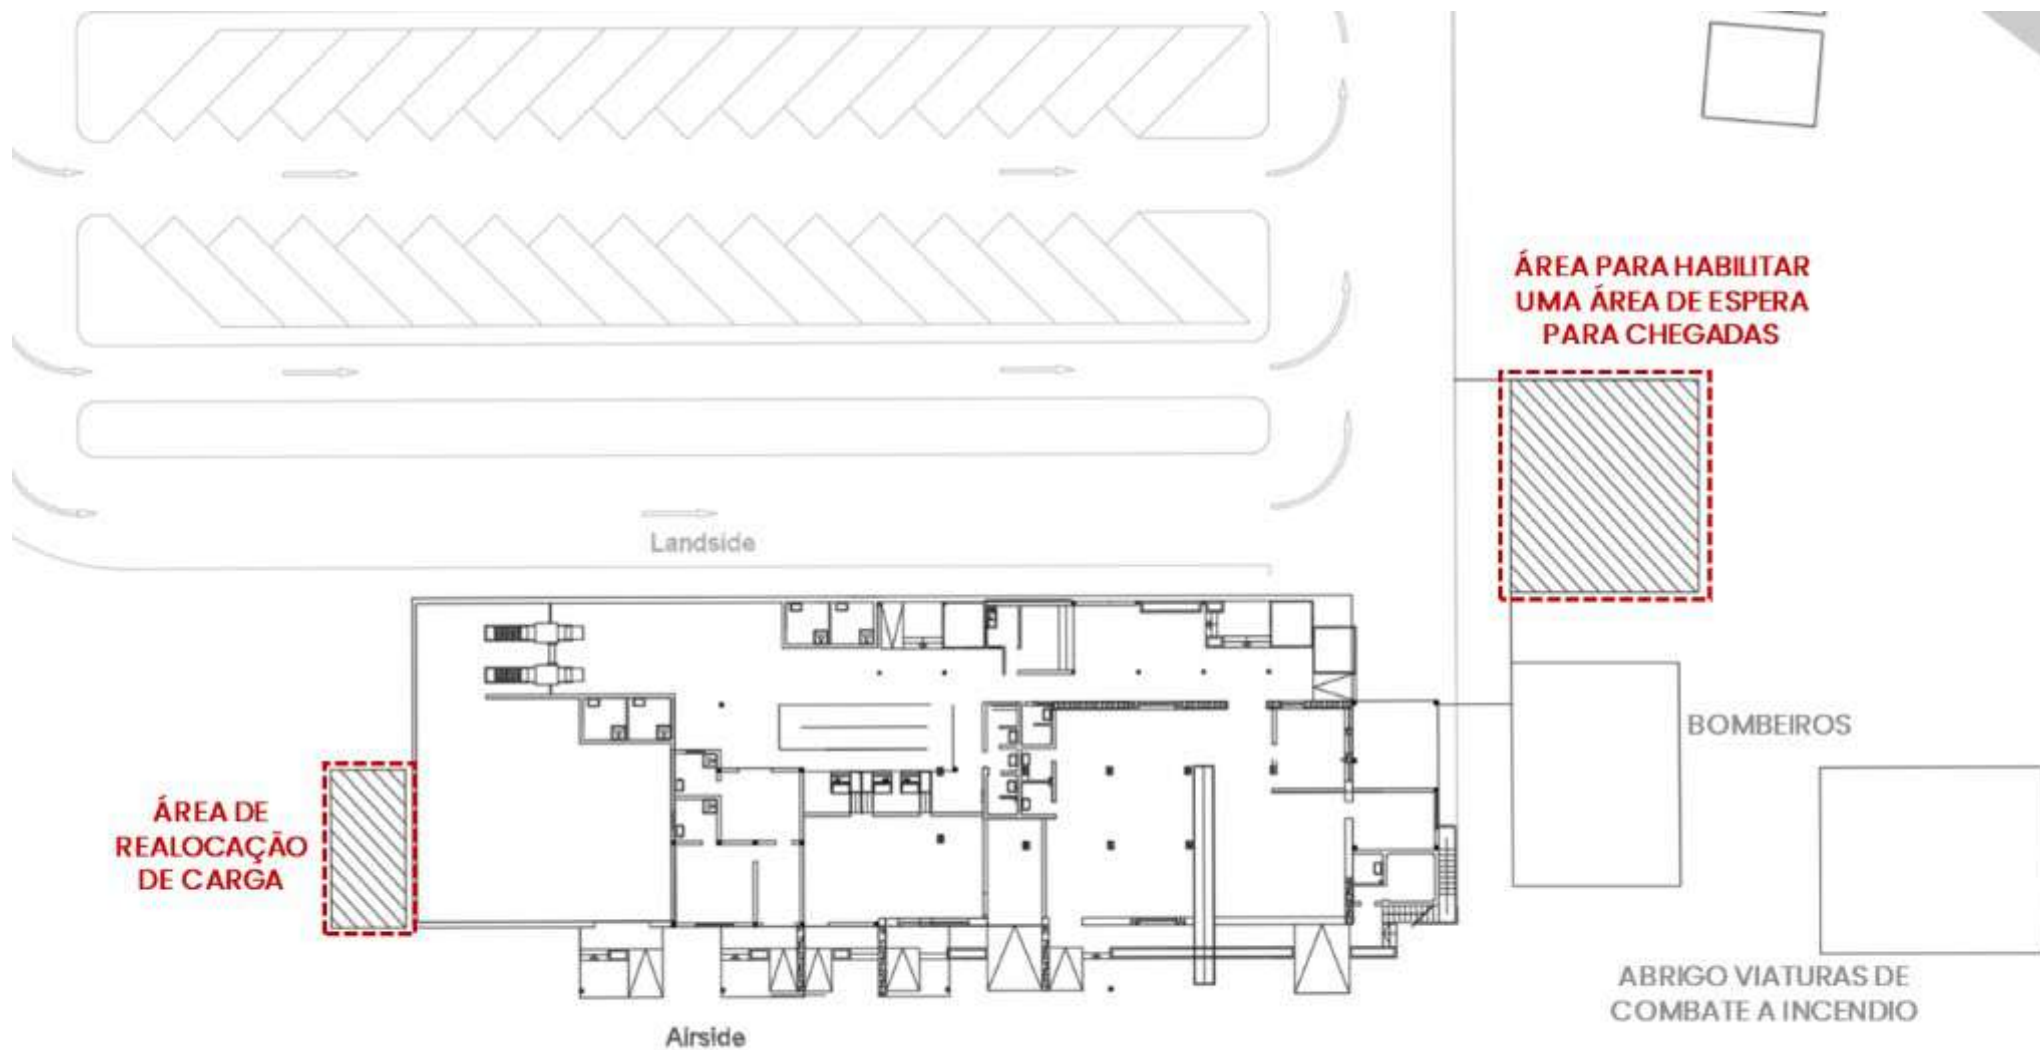 ÁREA PARA HABILITAR
UMA ÁREA DE ESPERA
PARA CHEGADAS
Landside
BOMBEIROS
ÁREA DE
REALOCAÇÃO
DE CARGA
ABRIGO VIATURAS DE
COMBATE A INCENDIO
Airside